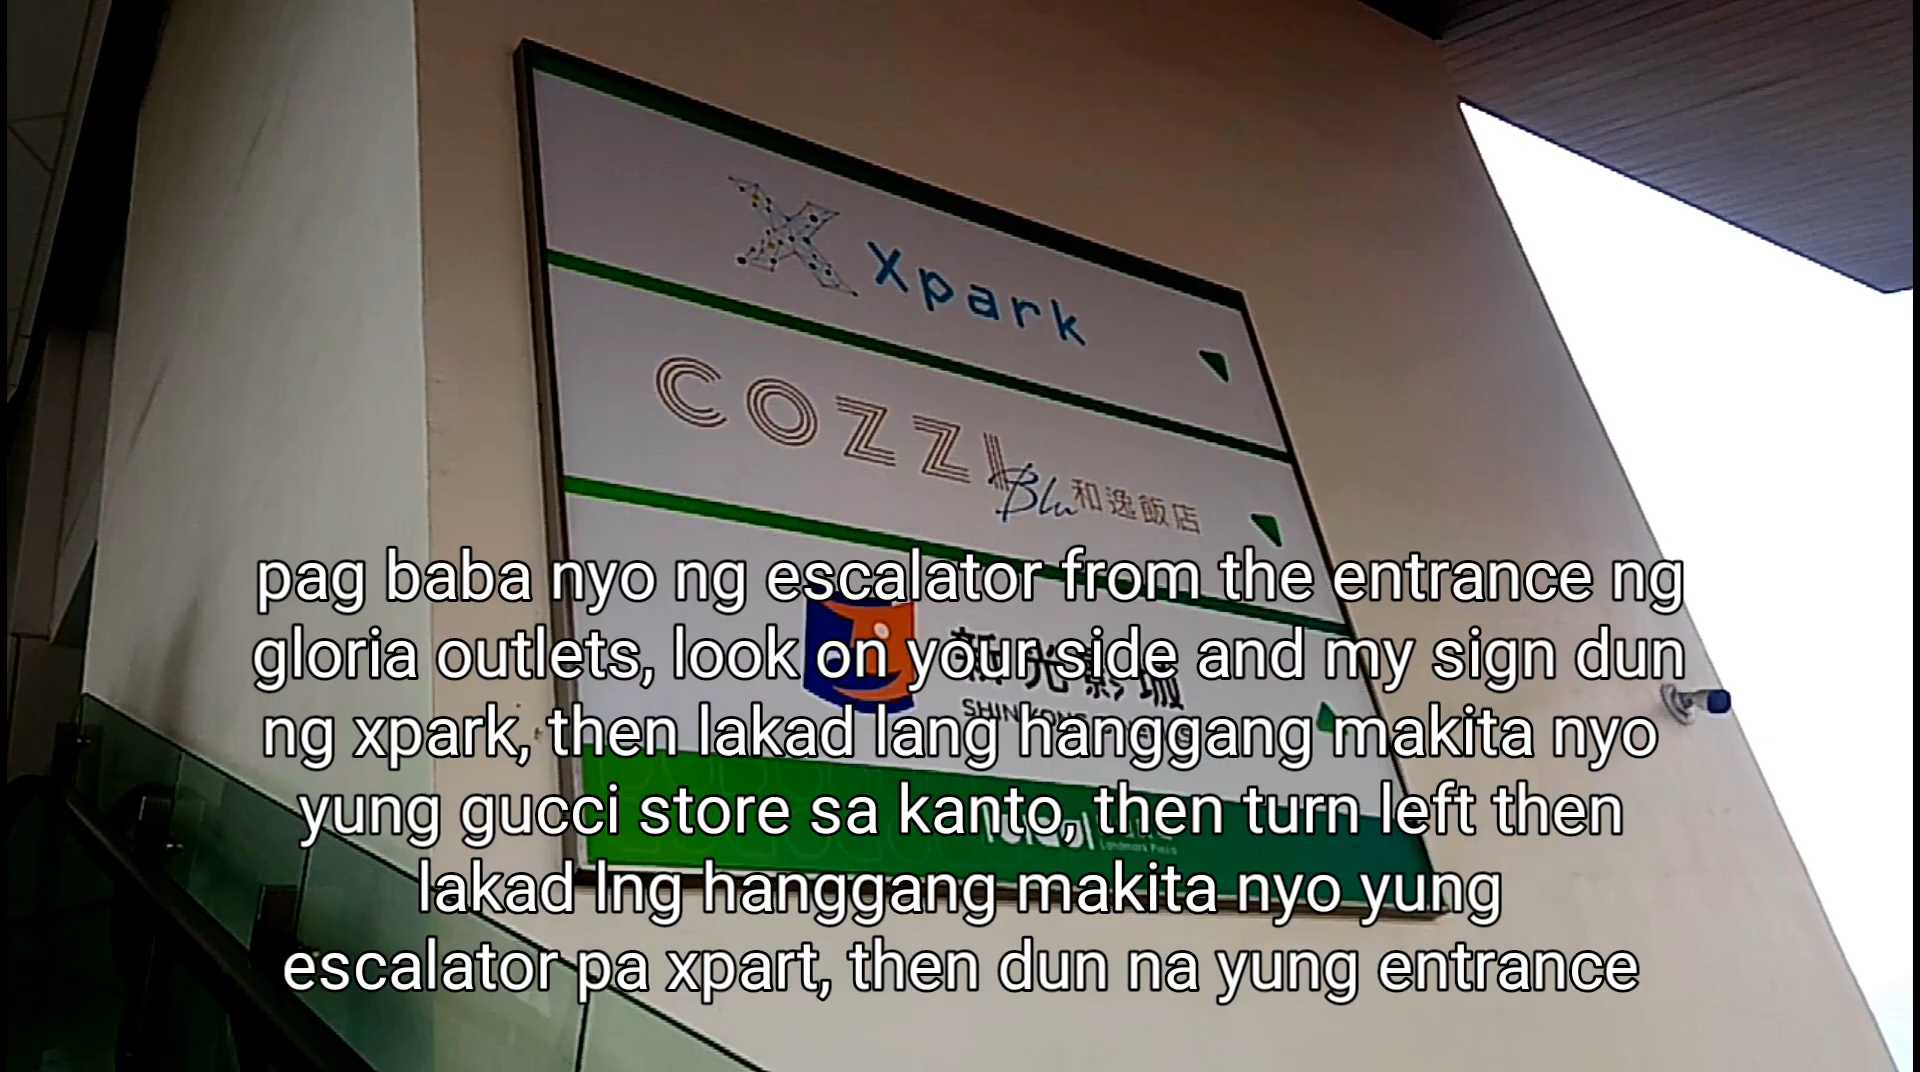 xpark
COZZI
Blu 和逸飯店
pag baba nyo ng escalator from the entrance ng
gloria outlets, look on your side and my sign dun
ng xpark, then lakad lang hanggang makita nyo
yung gucci store sa kanto, then turn left then
Landmark Plaza
lakad lng hanggang makita nyo yung
escalator pa xpart, then dun na yung entrance